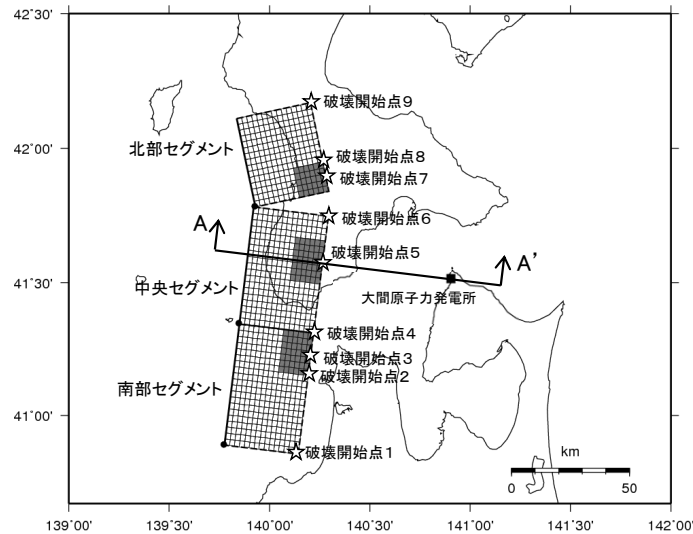 42°30'
破壊開始点9
42°00'
北部セグメント
破壊開始点8
破壊開始点7
破壊開始点6
A
A'
破壊開始点5
41°30'
中央セグメント
大間原子力発電所
破壊開始点4
破壊開始点3
南部セグメント
破壊開始点2
41°00'
破壊開始点1
km
0 50
139°00' 139°30' 140°00' 140°30' 141°00' 141°30' 142°00'